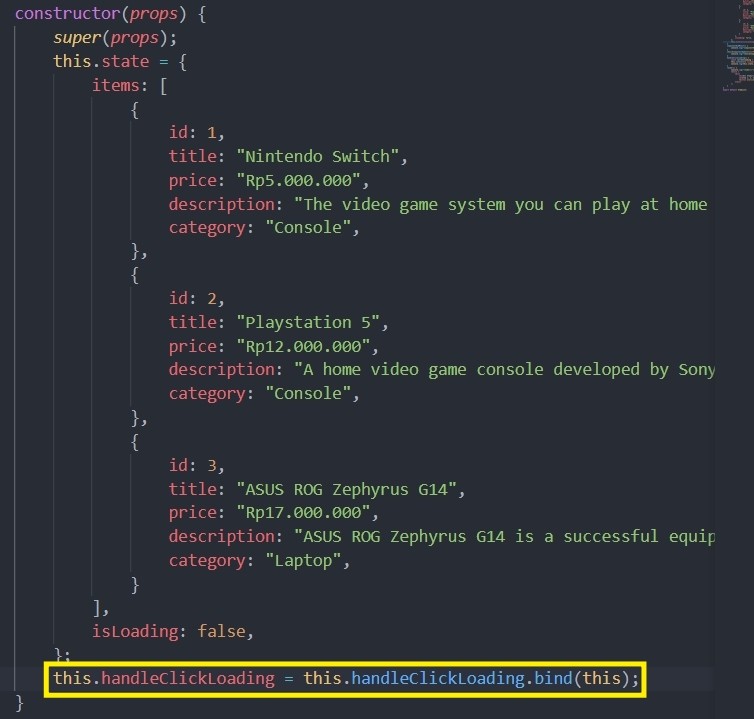 constructor(props) {
    super(props);
    this.state = {
        items: [
            {
                id: 1,
                title: "Nintendo Switch",
                price: "Rp5.000.000",
                description: "The video game system you can play at home
                category: "Console",
            },
            {
                id: 2,
                title: "Playstation 5",
                price: "Rp12.000.000",
                description: "A home video game console developed by Sony
                category: "Console",
            },
            {
                id: 3,
                title: "ASUS ROG Zephyrus G14",
                price: "Rp17.000.000",
                description: "ASUS ROG Zephyrus G14 is a successful equip
                category: "Laptop",
            }
        ],
        isLoading: false,
    };
    this.handleClickLoading = this.handleClickLoading.bind(this);
}